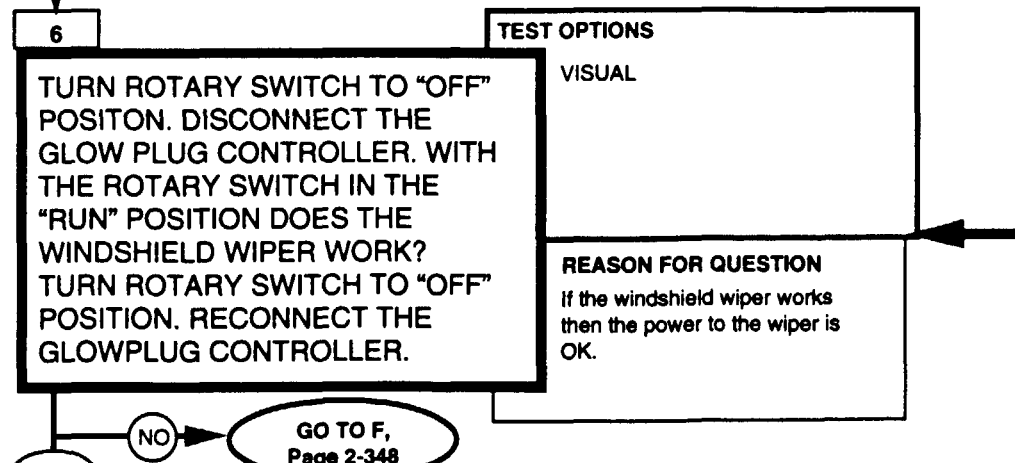 6
TURN ROTARY SWITCH TO “OFF”
POSITON. DISCONNECT THE
GLOW PLUG CONTROLLER. WITH
THE ROTARY SWITCH IN THE
“RUN” POSITION DOES THE
WINDSHIELD WIPER WORK?
TURN ROTARY SWITCH TO “OFF”
POSITION. RECONNECT THE
GLOWPLUG CONTROLLER.
TEST OPTIONS
VISUAL
REASON FOR QUESTION
If the windshield wiper works
then the power to the wiper is
OK.
NO
GO TO F,
Page 2-348